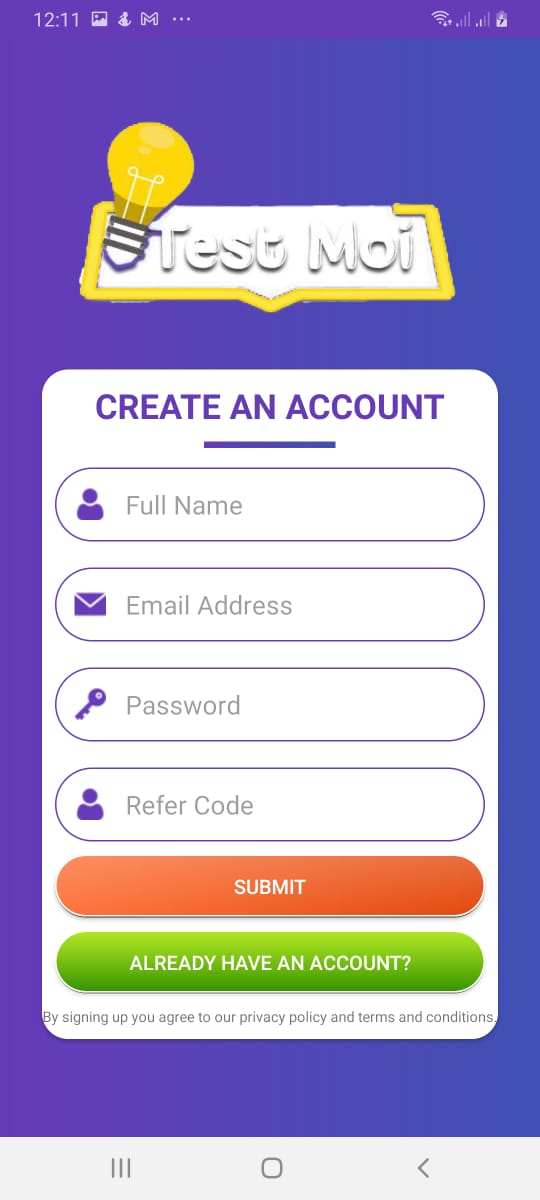 12:11
Test Moi
CREATE AN ACCOUNT
Full Name
Email Address
Password
Refer Code
SUBMIT
ALREADY HAVE AN ACCOUNT?
By signing up you agree to our privacy policy and terms and conditions.